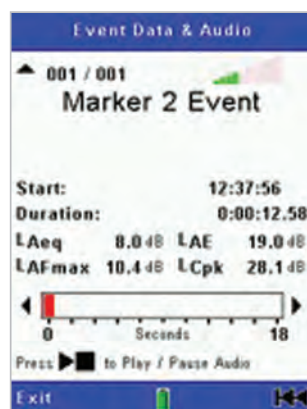 Event Data & Audio
001 / 001
Marker 2 Event
Start: 12:37:56
Duration: 0:00:12.58
LAeq 8.0 dB LAE 19.0 dB
LAFmax 10.4 dB LCpk 28.1 dB
0 Seconds 18
Press ▶■ to Play / Pause Audio
Exit